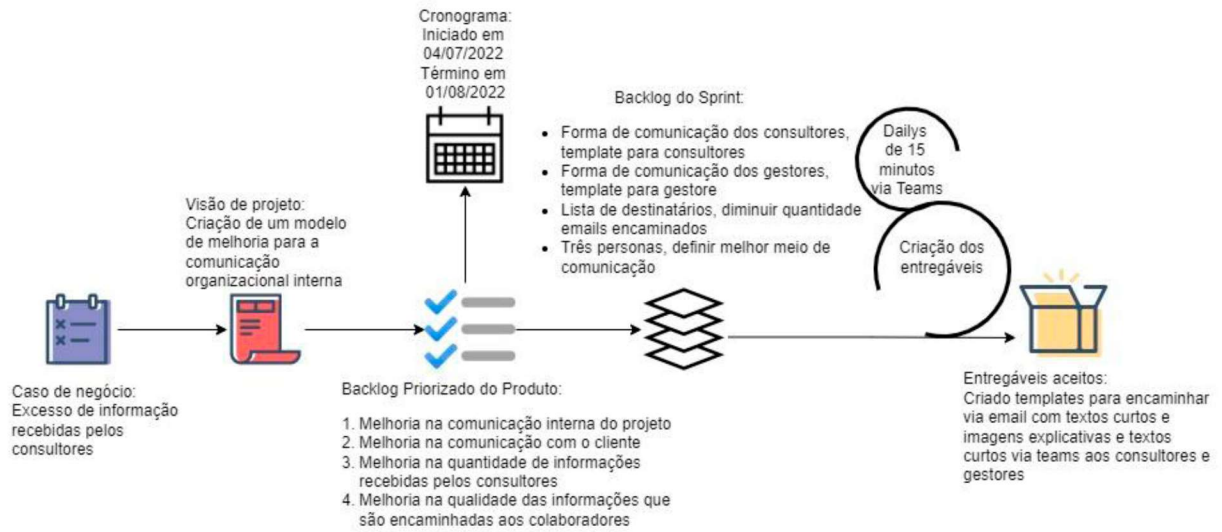 Cronograma:
Iniciado em
04/07/2022
Término em
01/08/2022
Backlog do Sprint:
• Forma de comunicação dos consultores,
template para consultores
• Forma de comunicação dos gestores,
template para gestore
• Lista de destinatários, diminuir quantidade
emails encaminados
• Três personas, definir melhor meio de
comunicação
Dailys
de 15
minutos
via Teams
Criação dos
entregáveis
Visão de projeto:
Criação de um modelo
de melhoria para a
comunicação
organizacional interna
Caso de negócio:
Excesso de informação
recebidas pelos
consultores
Backlog Priorizado do Produto:
1. Melhoria na comunicação interna do projeto
2. Melhoria na comunicação com o cliente
3. Melhoria na quantidade de informações
recebidas pelos consultores
4. Melhoria na qualidade das informações que
são encaminhadas aos colaboradores
Entregáveis aceitos:
Criado templates para encaminhar
via email com textos curtos e
imagens explicativas e textos
curtos via teams aos consultores e
gestores